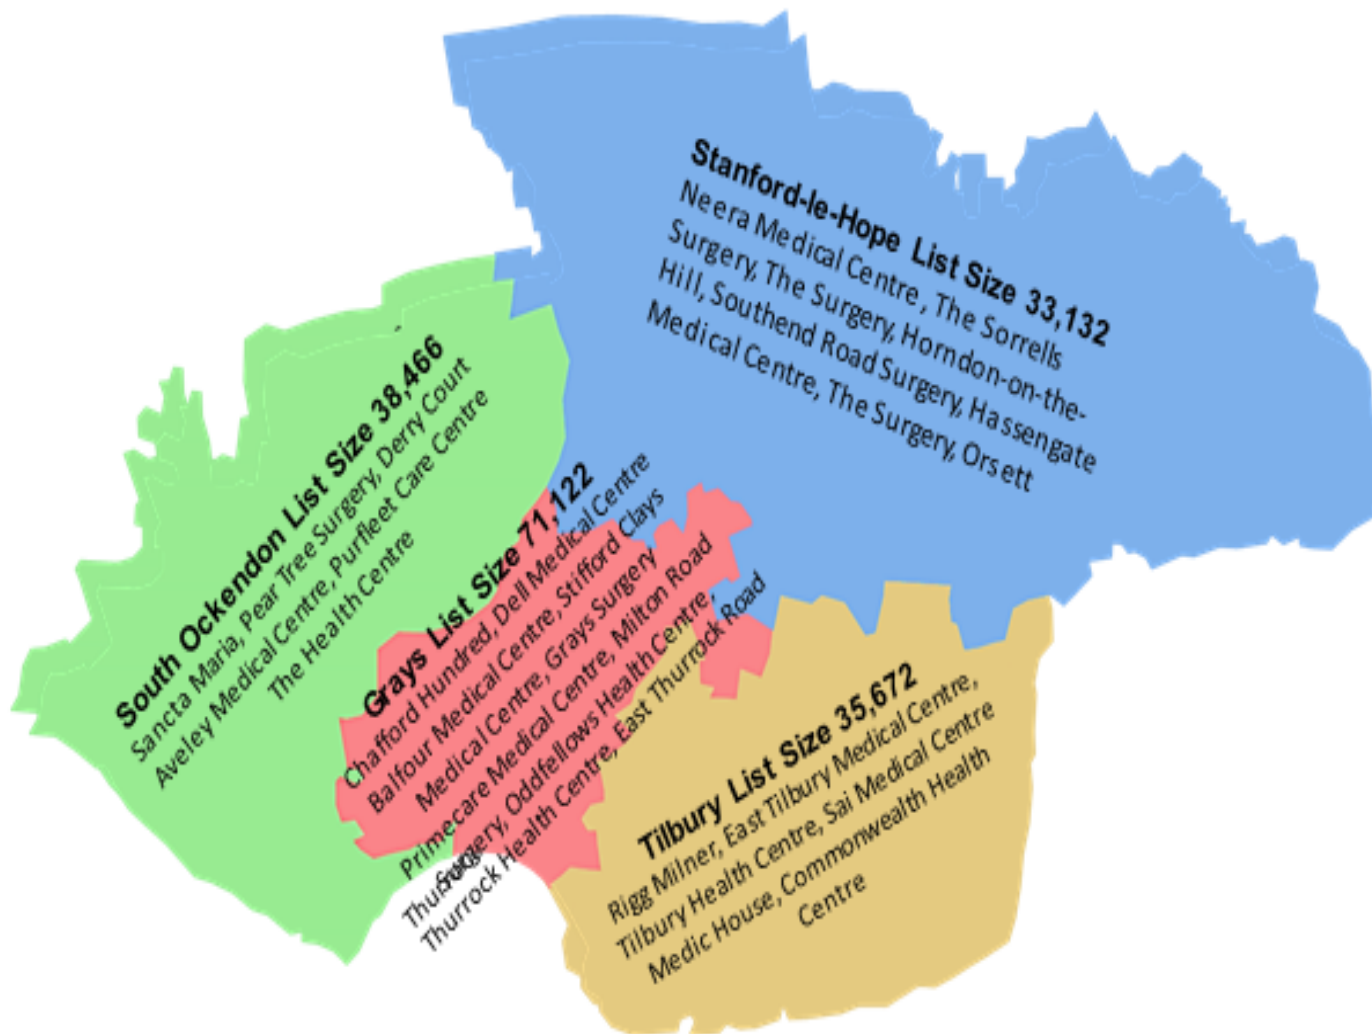 Stanford-le-Hope List Size 33,132
Neera Medical Centre, The Sorrells
Surgery, The Surgery, Horndon-on-the-
Hill, Southend Road Surgery, Hassengate
Medical Centre, The Surgery, Orsett
South Ockendon List Size 38,466
Sancta Maria, Pear Tree Surgery, Derry Court
Aveley Medical Centre, Purfleet Care Centre
The Health Centre
Grays List Size 71,122
Chafford Hundred, Dell Medical Centre
Balfour Medical Centre, Stifford Clays
Medical Centre, Grays Surgery
Primecare Medical Centre, Milton Road
Surgery, Oddfellows Health Centre,
Thurrock
Thurrock Health Centre, East Thurrock Road
Tilbury List Size 35,672
Rigg Milner, East Tilbury Medical Centre,
Tilbury Health Centre, Sai Medical Centre
Medic House, Commonwealth Health
Centre